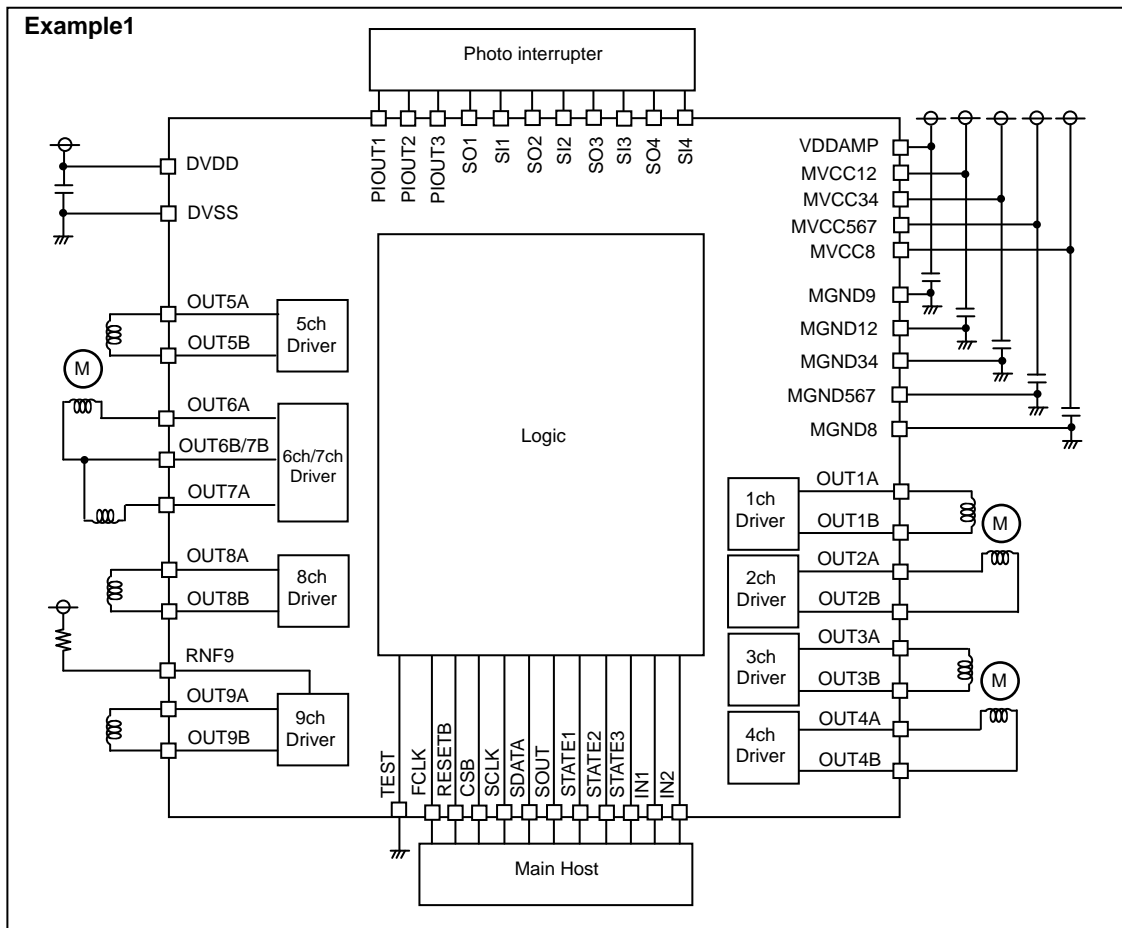 Example1
Photo interrupter
PIOUT1
PIOUT2
PIOUT3
SO1
SI1
SO2
SI2
SO3
SI3
SO4
SI4
DVDD
DVSS
VDDAMP
MVCC12
MVCC34
MVCC567
MVCC8
MGND9
MGND12
MGND34
MGND567
MGND8
OUT5A
OUT5B
5ch
Driver
M
OUT6A
OUT6B/7B
OUT7A
6ch/7ch
Driver
OUT8A
OUT8B
8ch
Driver
RNF9
OUT9A
OUT9B
9ch
Driver
Logic
OUT1A
OUT1B
1ch
Driver
M
OUT2A
OUT2B
2ch
Driver
OUT3A
OUT3B
3ch
Driver
M
OUT4A
OUT4B
4ch
Driver
TEST
FCLK
RESETB
CSB
SCLK
SDATA
SOUT
STATE1
STATE2
STATE3
IN1
IN2
Main Host